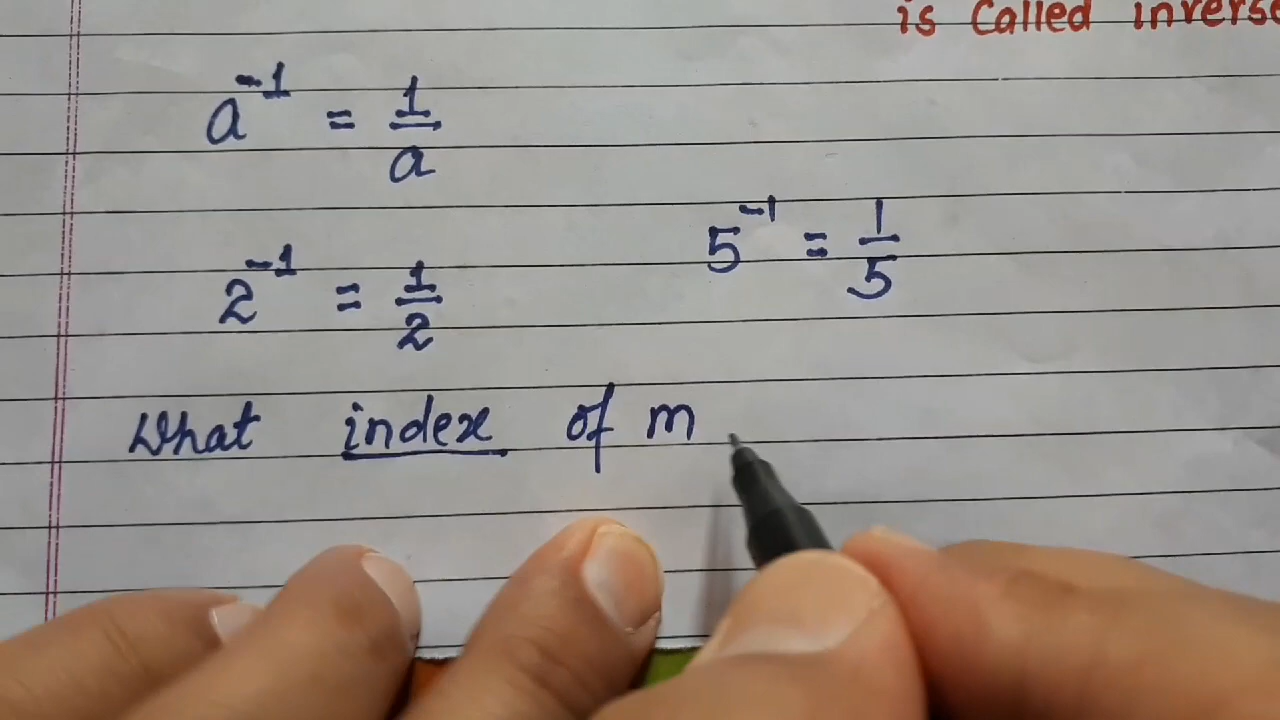 is called inverse
a⁻¹ = 1/a
5⁻¹ = 1/5
2⁻¹ = 1/2
What index of m